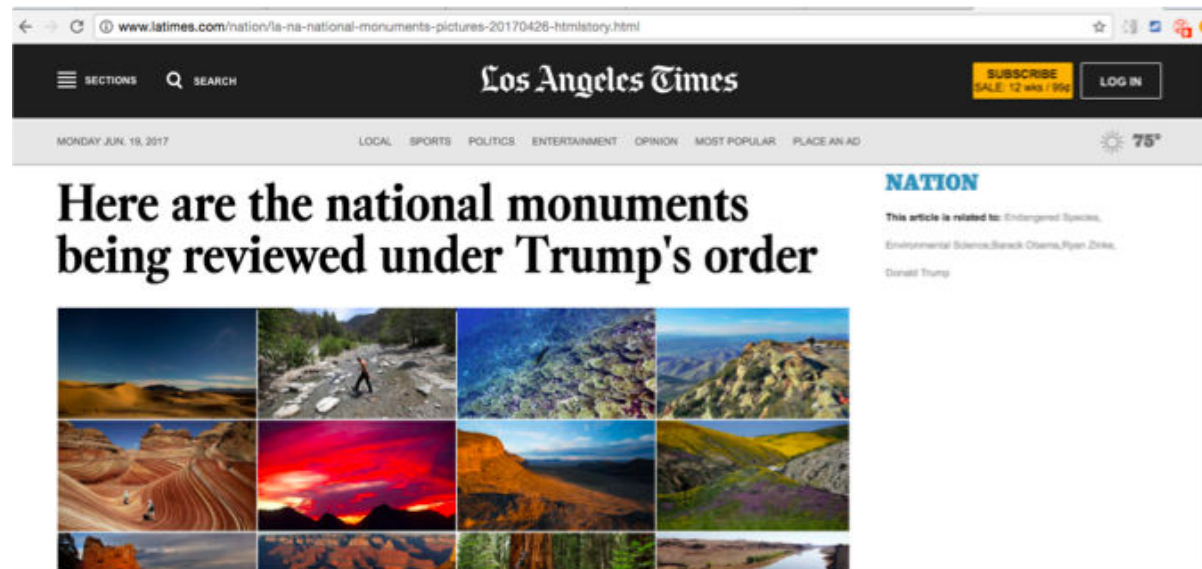 www.latimes.com/nation/la-na-national-monuments-pictures-20170426-htmlstory.html
SECTIONS SEARCH Los Angeles Times SUBSCRIBE
SALE: 12 wks / 99¢
LOG IN
MONDAY JUN. 19, 2017 LOCAL SPORTS POLITICS ENTERTAINMENT OPINION MOST POPULAR PLACE AN AD 75°
Here are the national monuments
being reviewed under Trump's order
NATION
This article is related to: Endangered Species,
Environmental Science,Barack Obama,Ryan Zinke,
Donald Trump